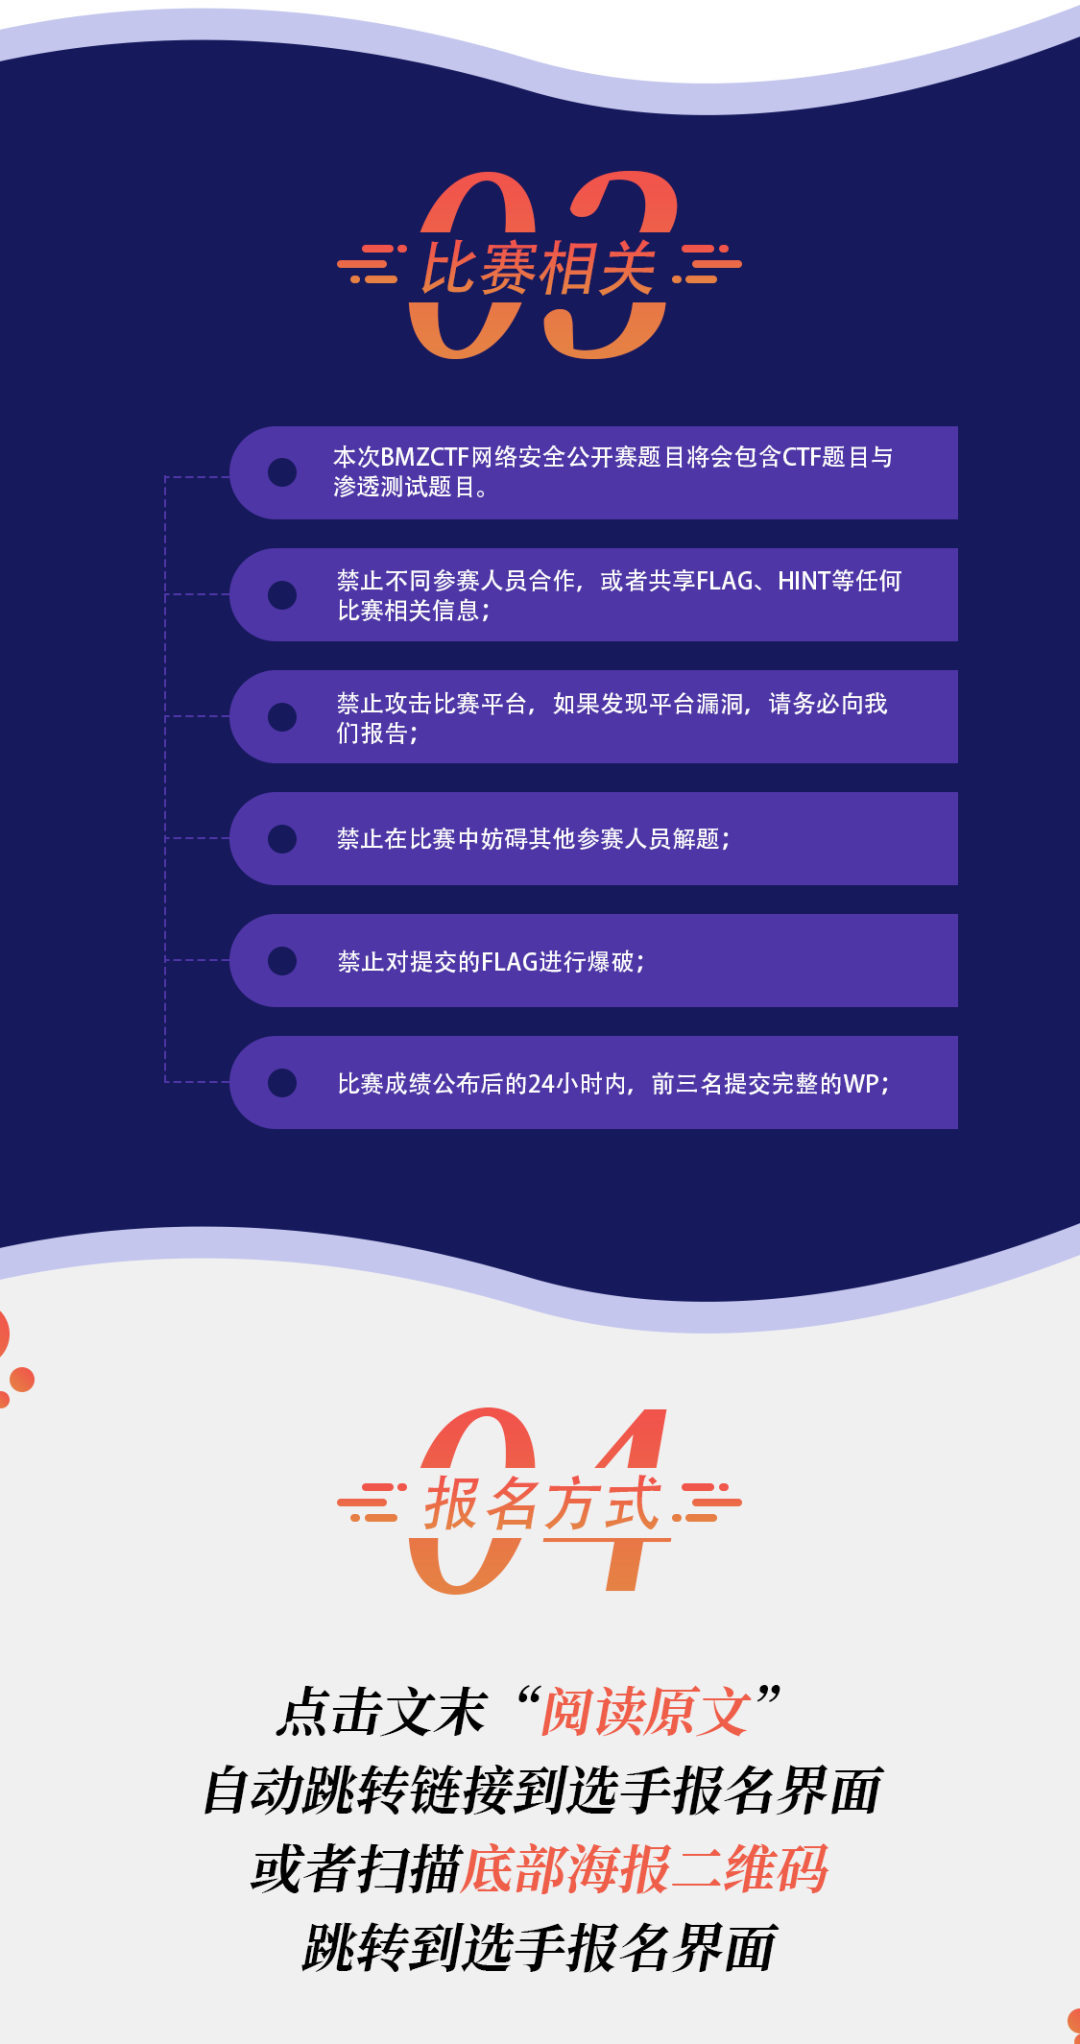 03
比赛相关
本次BMZCTF网络安全公开赛题目将会包含CTF题目与
渗透测试题目。
禁止不同参赛人员合作，或者共享FLAG、HINT等任何
比赛相关信息；
禁止攻击比赛平台，如果发现平台漏洞，请务必向我
们报告；
禁止在比赛中妨碍其他参赛人员解题；
禁止对提交的FLAG进行爆破；
比赛成绩公布后的24小时内，前三名提交完整的WP；
04
报名方式
点击文末“阅读原文”
自动跳转链接到选手报名界面
或者扫描底部海报二维码
跳转到选手报名界面